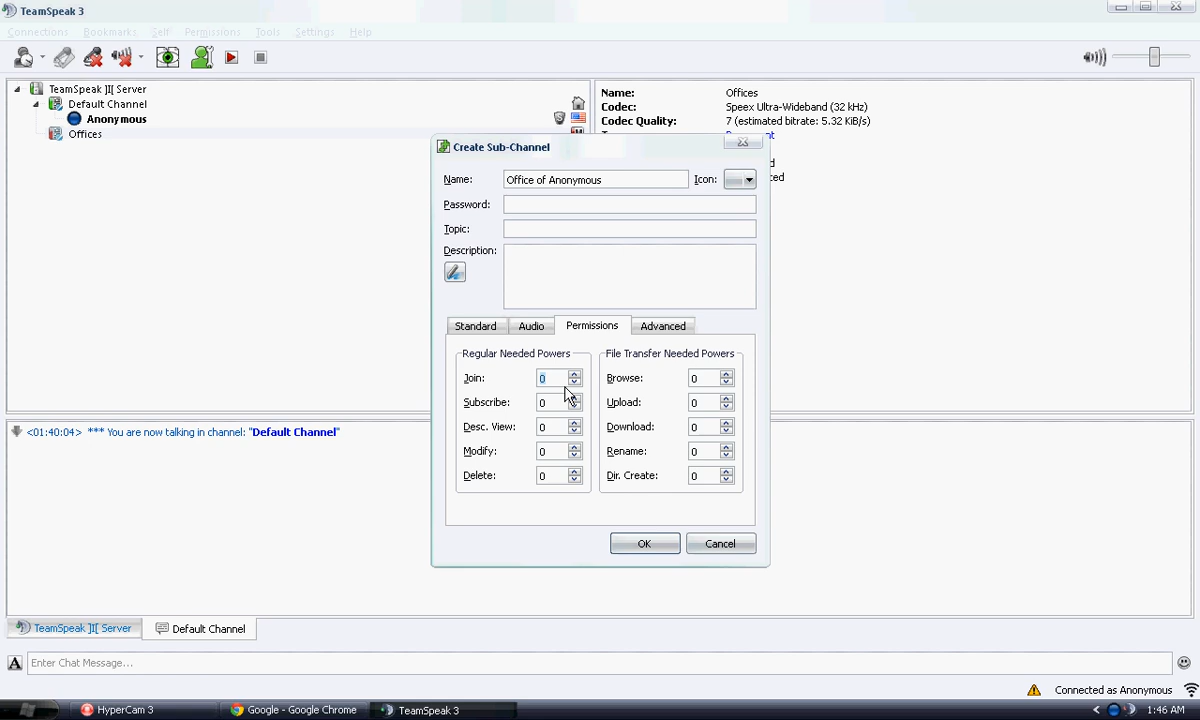 TeamSpeak 3
Connections Bookmarks Self Permissions Tools Settings Help
TeamSpeak ]I[ Server
Default Channel
Anonymous
Offices
Name: Offices
Codec: Speex Ultra-Wideband (32 kHz)
Codec Quality: 7 (estimated bitrate: 5.32 KiB/s)
Create Sub-Channel
Name: Office of Anonymous Icon:
Password:
Topic:
Description:
Standard Audio Permissions Advanced
Regular Needed Powers File Transfer Needed Powers
Join: 0 Browse: 0
Subscribe: 0 Upload: 0
Desc. View: 0 Download: 0
Modify: 0 Rename: 0
Delete: 0 Dir. Create: 0
OK Cancel
<01:40:04> *** You are now talking in channel: "Default Channel"
TeamSpeak ]I[ Server Default Channel
A Enter Chat Message...
Connected as Anonymous
HyperCam 3 Google - Google Chrome TeamSpeak 3 1:46 AM